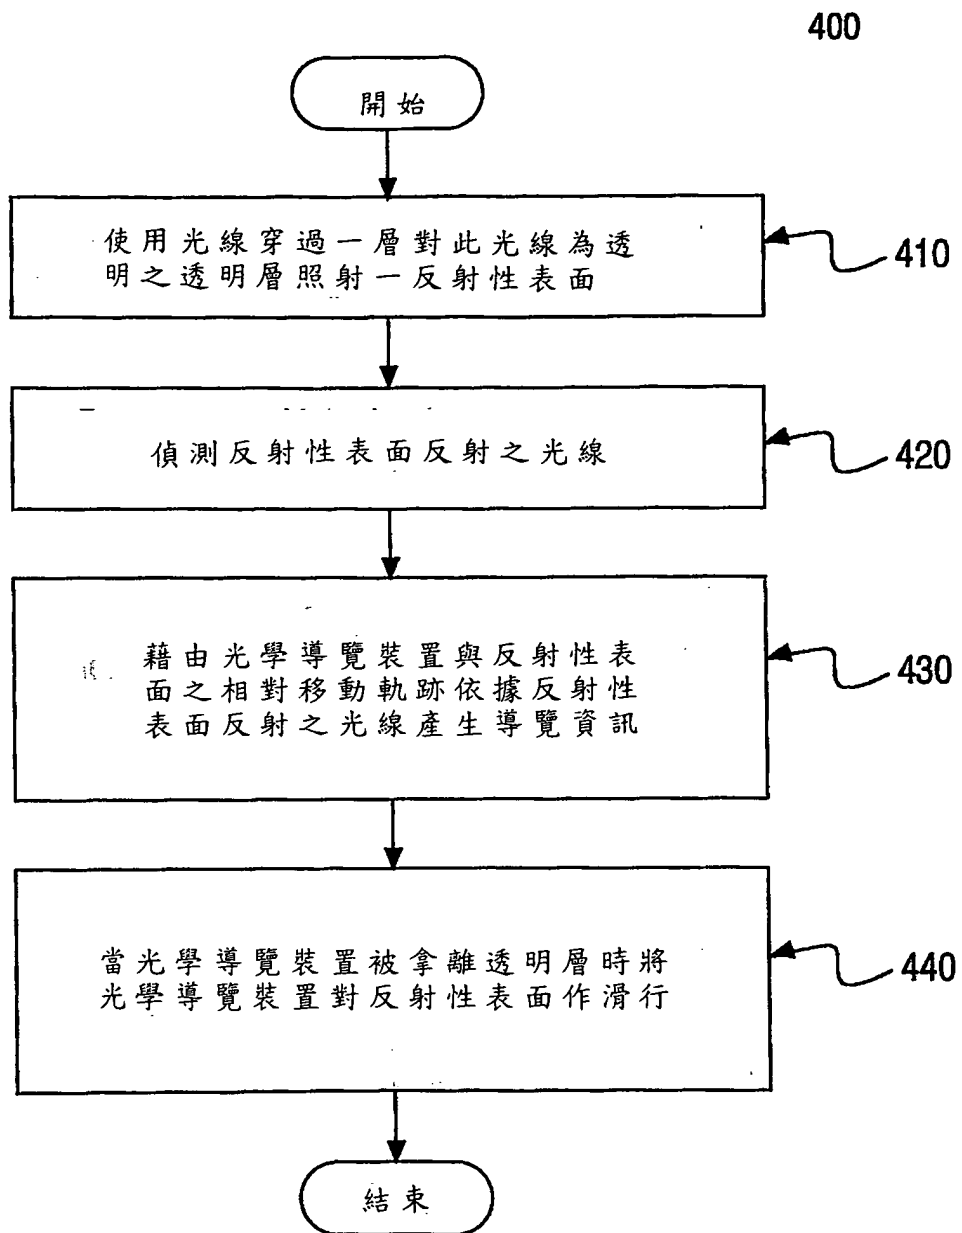 400
開始
使用光線穿過一層對此光線為透
明之透明層照射一反射性表面
410
偵測反射性表面反射之光線
420
藉由光學導覽裝置與反射性表
面之相對移動軌跡依據反射性
表面反射之光線產生導覽資訊
430
當光學導覽裝置被拿離透明層時將
光學導覽裝置對反射性表面作滑行
440
結束